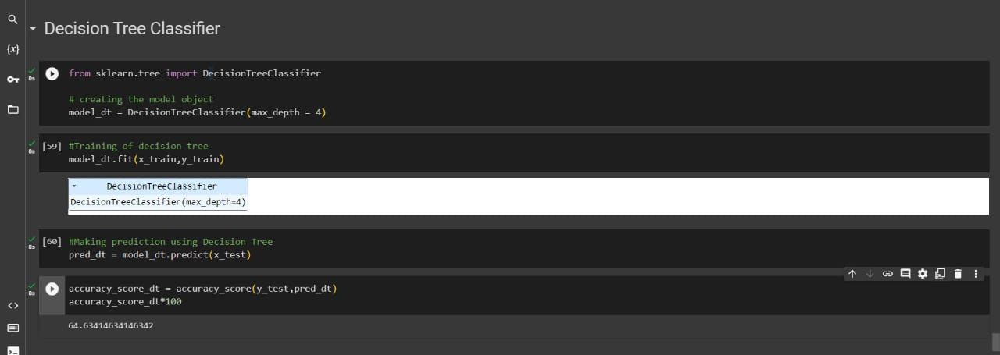 Decision Tree Classifier
{x}
0s
from sklearn.tree import DecisionTreeClassifier
# creating the model object
model_dt = DecisionTreeClassifier(max_depth = 4)
0s
[59]
#Training of decision tree
model_dt.fit(x_train,y_train)
DecisionTreeClassifier
DecisionTreeClassifier(max_depth=4)
0s
[60]
#Making prediction using Decision Tree
pred_dt = model_dt.predict(x_test)
0s
accuracy_score_dt = accuracy_score(y_test,pred_dt)
accuracy_score_dt*100
64.63414634146342